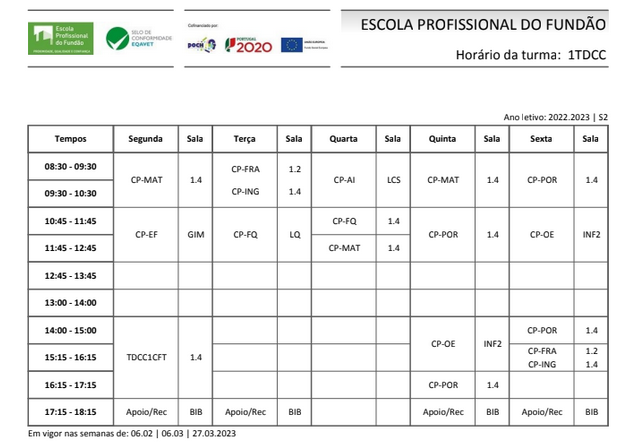 Escola
Profissional
do Fundão
SELO DE
CONFORMIDADE
EQAVET
Cofinanciado por:
POCH
PORTUGAL
2020
UNIÃO EUROPEIA
Fundo Social Europeu
ESCOLA PROFISSIONAL DO FUNDÃO
Horário da turma: 1TDCC
Ano letivo: 2022.2023 | S2
Tempos Segunda Sala Terça Sala Quarta Sala Quinta Sala Sexta Sala
08:30 - 09:30 CP-MAT 1.4 CP-FRA 1.2 CP-AI LCS CP-MAT 1.4 CP-POR 1.4
09:30 - 10:30 CP-ING 1.4
10:45 - 11:45 CP-EF GIM CP-FQ LQ CP-FQ 1.4 CP-POR 1.4 CP-OE INF2
11:45 - 12:45 CP-MAT 1.4
12:45 - 13:45
13:00 - 14:00
14:00 - 15:00 TDCC1CFT 1.4 CP-OE INF2 CP-POR 1.4
15:15 - 16:15 CP-FRA 1.2
CP-ING 1.4
16:15 - 17:15 CP-POR 1.4
17:15 - 18:15 Apoio/Rec BIB Apoio/Rec BIB Apoio/Rec BIB Apoio/Rec BIB
Em vigor nas semanas de: 06.02 | 06.03 | 27.03.2023